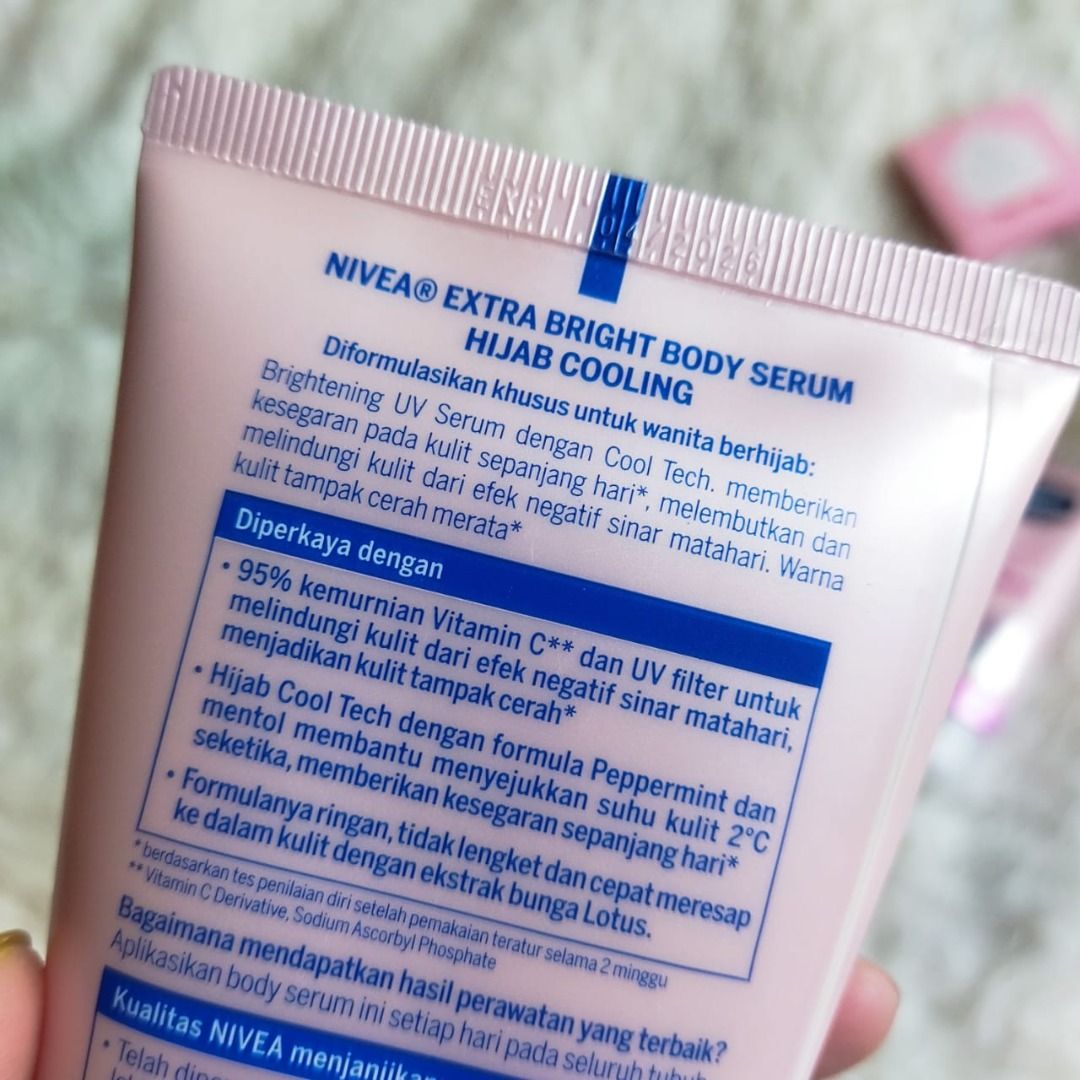 EXP. 04/2026
NIVEA® EXTRA BRIGHT BODY SERUM
HIJAB COOLING
Diformulasikan khusus untuk wanita berhijab:
Brightening UV Serum dengan Cool Tech. memberikan
kesegaran pada kulit sepanjang hari*, melembutkan dan
melindungi kulit dari efek negatif sinar matahari. Warna
kulit tampak cerah merata*
Diperkaya dengan
• 95% kemurnian Vitamin C** dan UV filter untuk
melindungi kulit dari efek negatif sinar matahari,
menjadikan kulit tampak cerah*
• Hijab Cool Tech dengan formula Peppermint dan
mentol membantu menyejukkan suhu kulit 2°C
seketika, memberikan kesegaran sepanjang hari*
• Formulanya ringan, tidak lengket dan cepat meresap
ke dalam kulit dengan ekstrak bunga Lotus.
* berdasarkan tes penilaian diri setelah pemakaian teratur selama 2 minggu
** Vitamin C Derivative, Sodium Ascorbyl Phosphate
Bagaimana mendapatkan hasil perawatan yang terbaik?
Aplikasikan body serum ini setiap hari pada seluruh tubuh
Kualitas NIVEA menjanjikan
• Telah